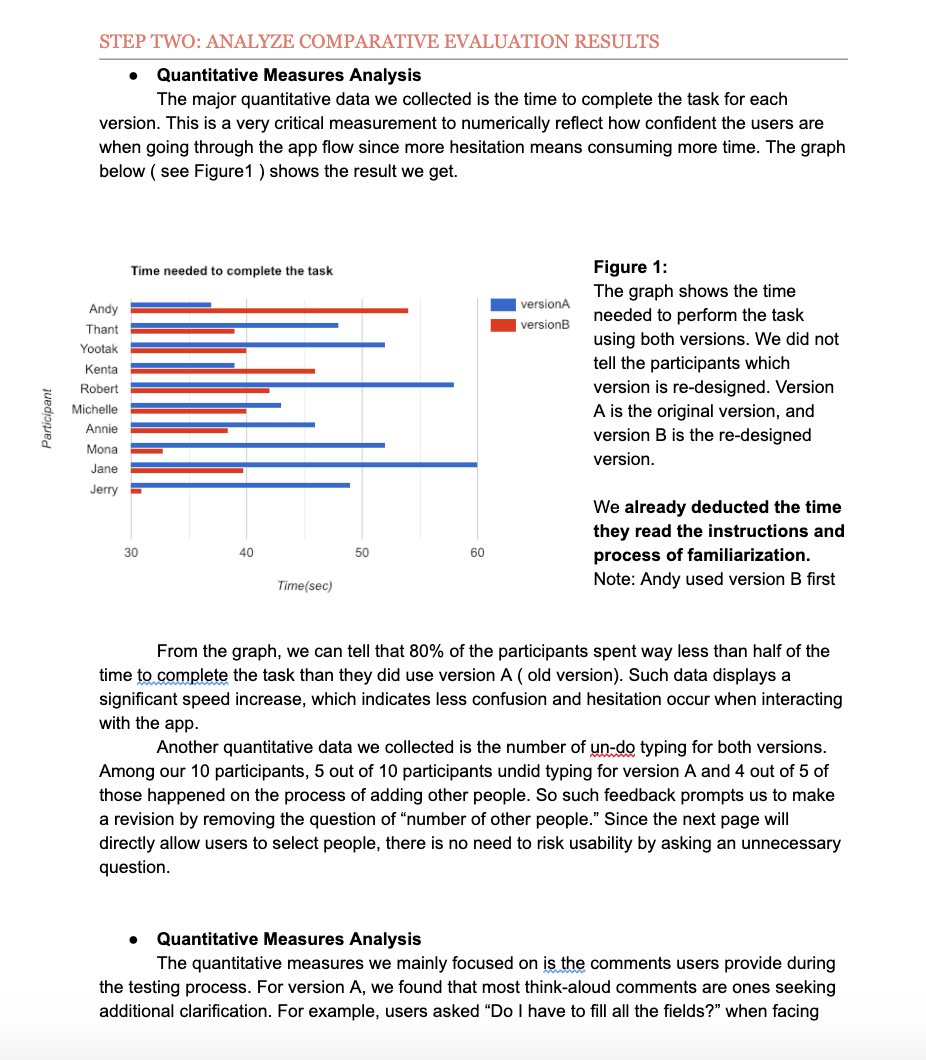 STEP TWO: ANALYZE COMPARATIVE EVALUATION RESULTS
● Quantitative Measures Analysis
The major quantitative data we collected is the time to complete the task for each
version. This is a very critical measurement to numerically reflect how confident the users are
when going through the app flow since more hesitation means consuming more time. The graph
below ( see Figure1 ) shows the result we get.
Time needed to complete the task
Participant
Andy
Thant
Yootak
Kenta
Robert
Michelle
Annie
Mona
Jane
Jerry
30 40 50 60
Time(sec)
versionA
versionB
Figure 1:
The graph shows the time
needed to perform the task
using both versions. We did not
tell the participants which
version is re-designed. Version
A is the original version, and
version B is the re-designed
version.
We already deducted the time
they read the instructions and
process of familiarization.
Note: Andy used version B first
From the graph, we can tell that 80% of the participants spent way less than half of the
time to complete the task than they did use version A ( old version). Such data displays a
significant speed increase, which indicates less confusion and hesitation occur when interacting
with the app.
Another quantitative data we collected is the number of un-do typing for both versions.
Among our 10 participants, 5 out of 10 participants undid typing for version A and 4 out of 5 of
those happened on the process of adding other people. So such feedback prompts us to make
a revision by removing the question of “number of other people.” Since the next page will
directly allow users to select people, there is no need to risk usability by asking an unnecessary
question.
● Quantitative Measures Analysis
The quantitative measures we mainly focused on is the comments users provide during
the testing process. For version A, we found that most think-aloud comments are ones seeking
additional clarification. For example, users asked “Do I have to fill all the fields?” when facing